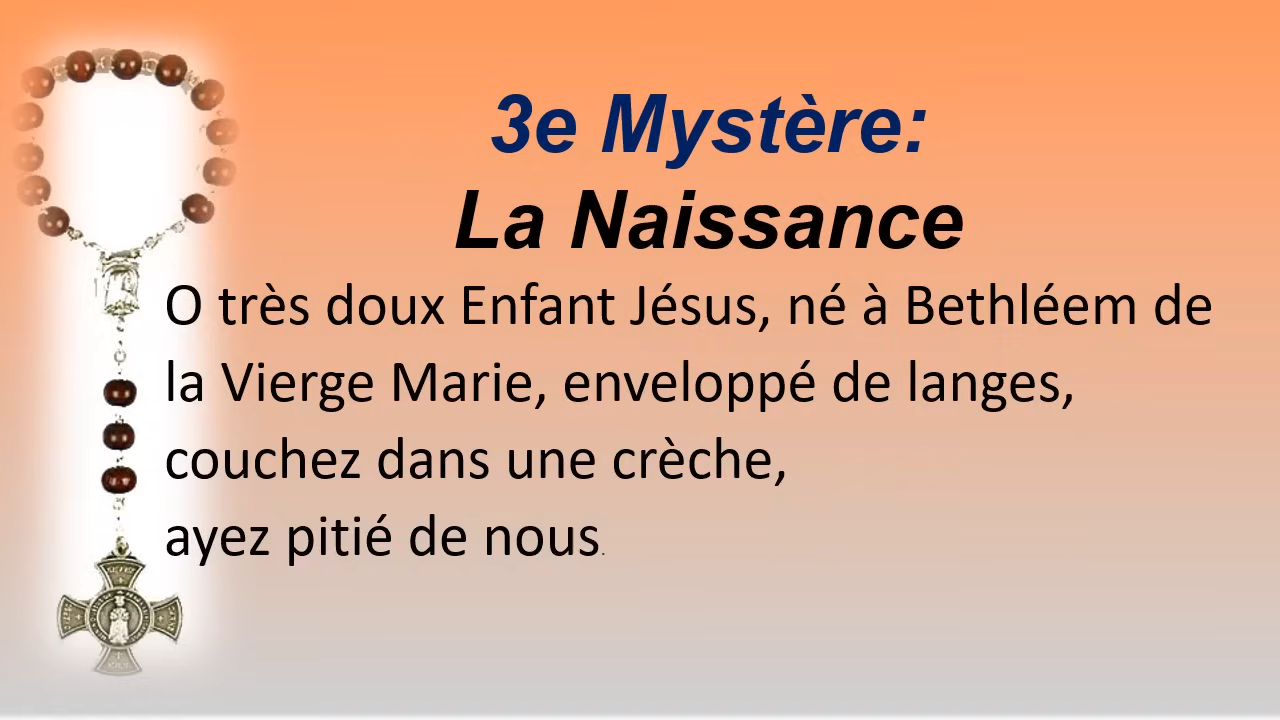 3e Mystère:
La Naissance
O très doux Enfant Jésus, né à Bethléem de
la Vierge Marie, enveloppé de langes,
couchez dans une crèche,
ayez pitié de nous.